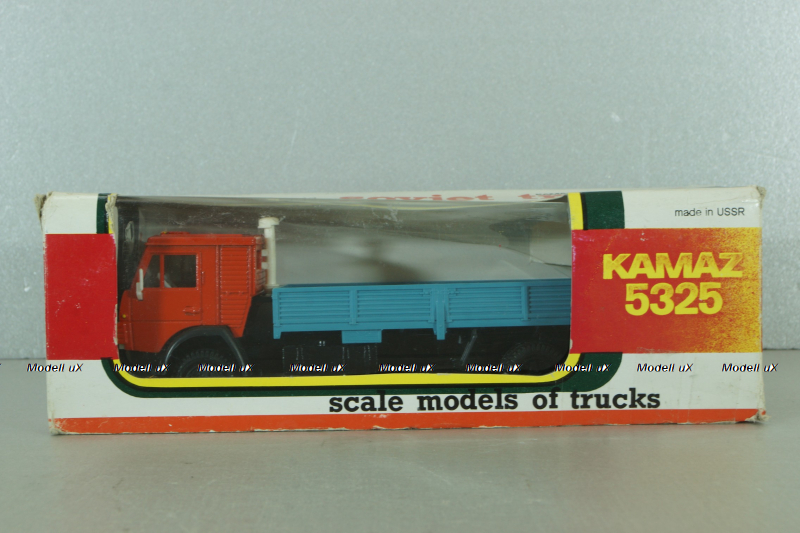 soviet
made in USSR
KAMAZ
5325
Modell uX Modell uX Modell uX Modell uX Modell uX Modell uX Modell uX Modell uX Modell uX
scale models of trucks